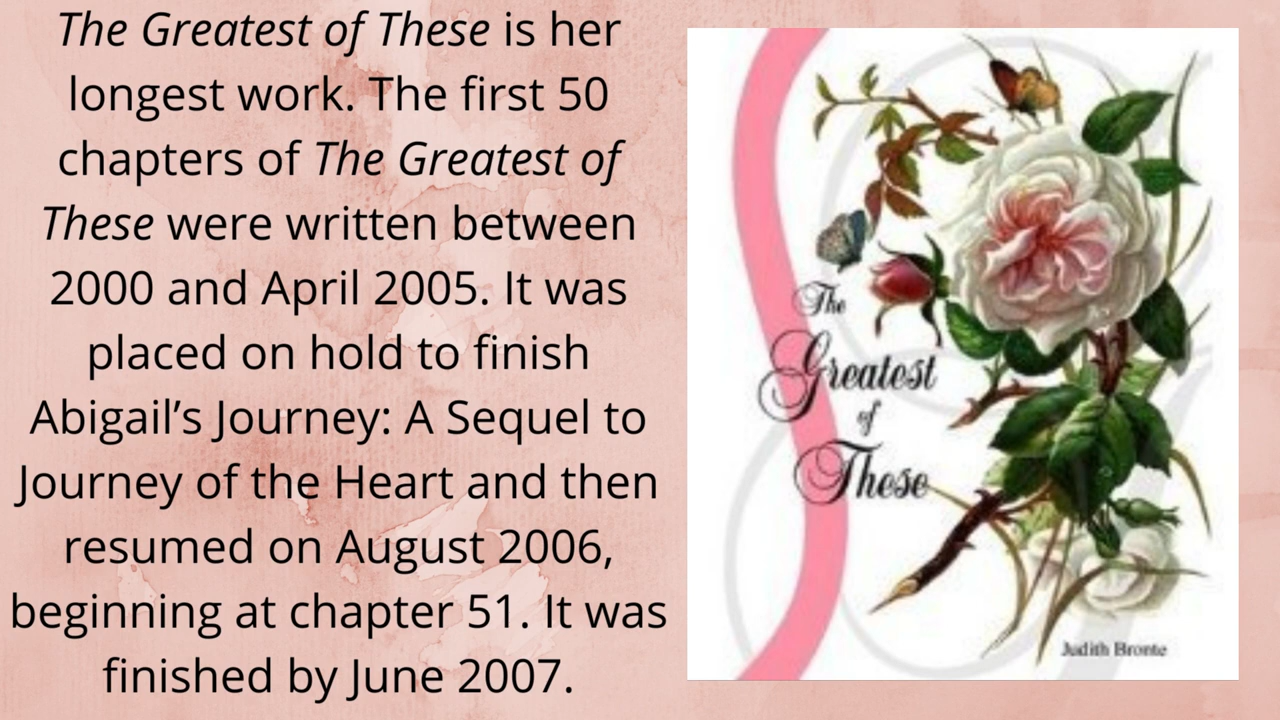 The Greatest of These is her
longest work. The first 50
chapters of The Greatest of
These were written between
2000 and April 2005. It was
placed on hold to finish
Abigail’s Journey: A Sequel to
Journey of the Heart and then
resumed on August 2006,
beginning at chapter 51. It was
finished by June 2007.
The
Greatest
of
These
Judith Bronte